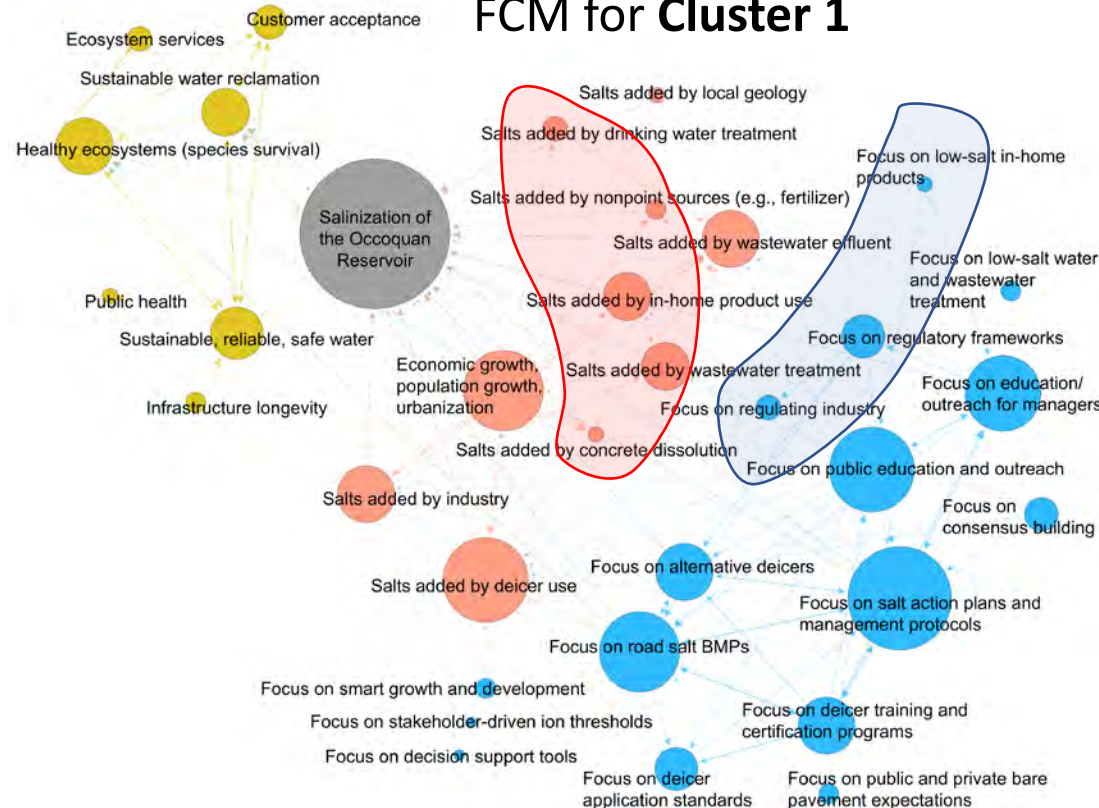 FCM for Cluster 1
Customer acceptance
Ecosystem services
Sustainable water reclamation
Healthy ecosystems (species survival)
Public health
Sustainable, reliable, safe water
Infrastructure longevity
Salinization of
the Occoquan
Reservoir
Salts added by local geology
Salts added by drinking water treatment
Salts added by nonpoint sources (e.g., fertilizer)
Salts added by wastewater effluent
Salts added by in-home product use
Economic growth,
population growth,
urbanization
Salts added by wastewater treatment
Salts added by concrete dissolution
Salts added by industry
Salts added by deicer use
Focus on low-salt in-home
products
Focus on low-salt water
and wastewater
treatment
Focus on regulatory frameworks
Focus on education/
outreach for managers
Focus on regulating industry
Focus on public education and outreach
Focus on
consensus building
Focus on alternative deicers
Focus on salt action plans and
management protocols
Focus on road salt BMPs
Focus on smart growth and development
Focus on stakeholder-driven ion thresholds
Focus on decision support tools
Focus on deicer training and
certification programs
Focus on deicer
application standards
Focus on public and private bare
pavement expectations